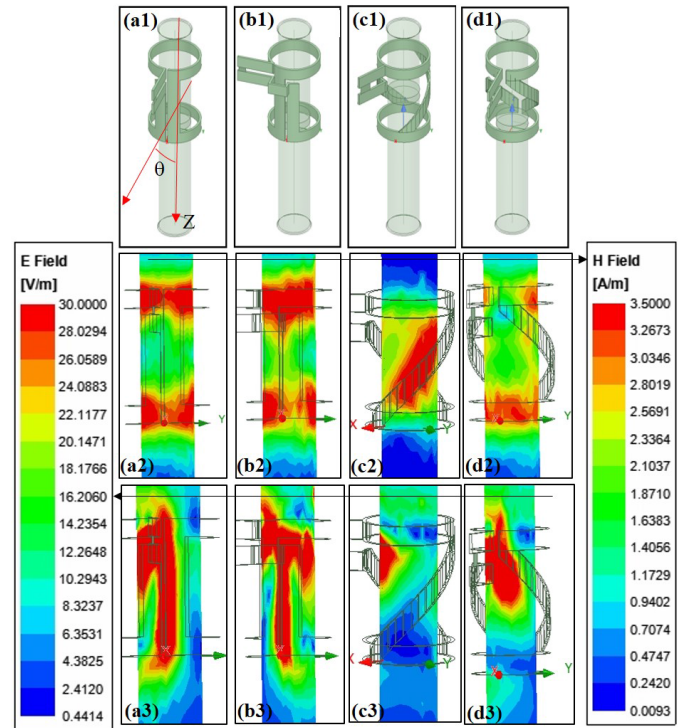 (a1)
(b1)
(c1)
(d1)
θ
Z
E Field
[V/m]
30.0000
28.0294
26.0589
24.0883
22.1177
20.1471
18.1766
16.2060
14.2354
12.2648
10.2943
8.3237
6.3531
4.3825
2.4120
0.4414
Y
(a2)
(b2)
X
Y
(c2)
Y
(d2)
H Field
[A/m]
3.5000
3.2673
3.0346
2.8019
2.5691
2.3364
2.1037
1.8710
1.6383
1.4056
1.1729
0.9402
0.7074
0.4747
0.2420
0.0093
(a3)
(b3)
X
Y
(c3)
Y
(d3)